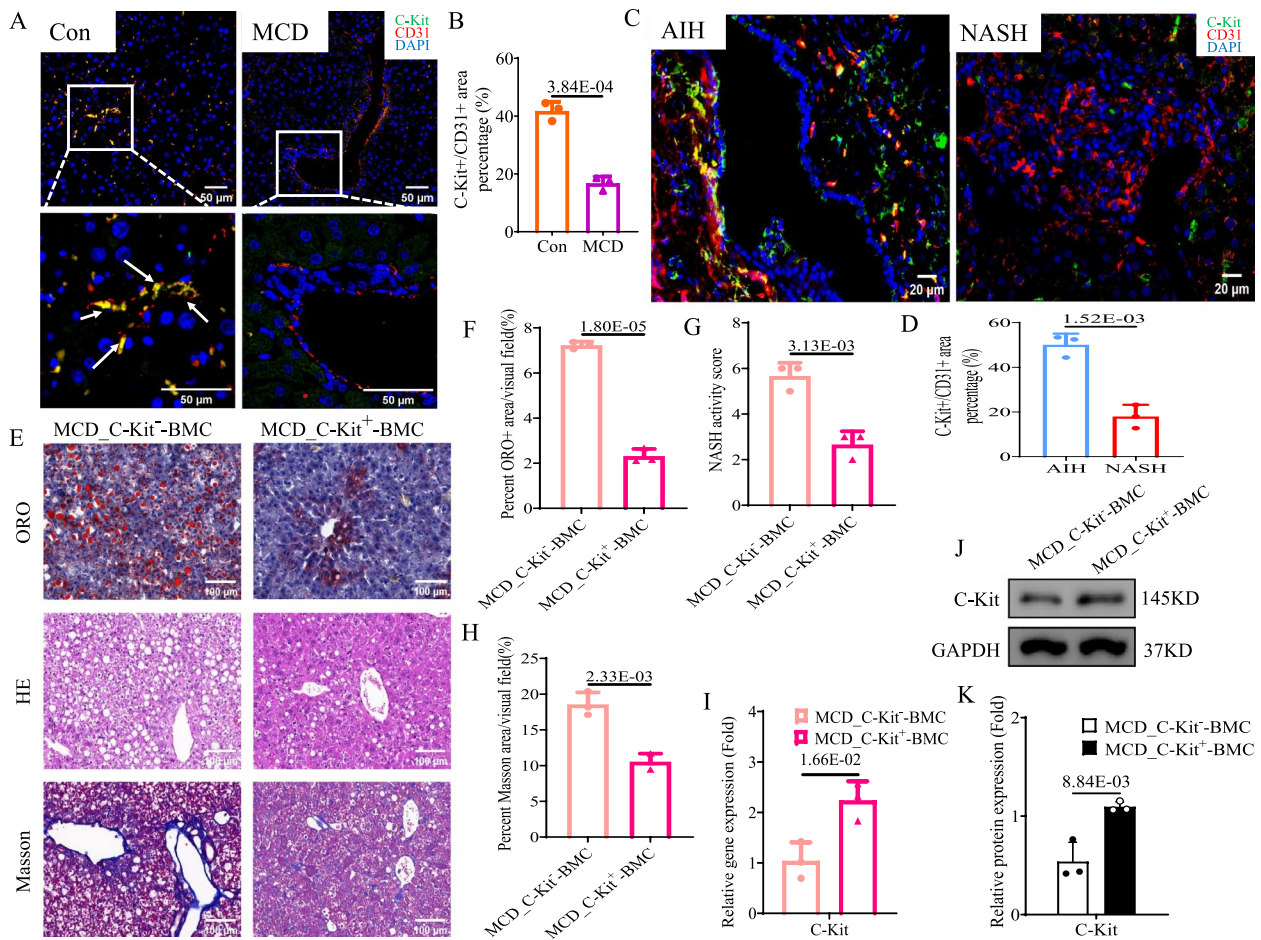 A
Con
MCD
C-Kit
CD31
DAPI
50 μm
50 μm
50 μm
50 μm
B
C-Kit+/CD31+ area
percentage (%)
60
40
20
0
3.84E-04
Con
MCD
C
AIH
NASH
C-Kit
CD31
DAPI
20 μm
20 μm
D
C-Kit+/CD31+ area
percentage (%)
60
40
20
0
1.52E-03
AIH
NASH
E
MCD_C-Kit⁻-BMC
MCD_C-Kit⁺-BMC
ORO
HE
Masson
100 μm
100 μm
100 μm
100 μm
100 μm
100 μm
F
Percent ORO+ area/visual field(%)
8
6
4
2
0
1.80E-05
MCD_C-Kit⁻-BMC
MCD_C-Kit⁺-BMC
G
NASH activity score
8
6
4
2
0
3.13E-03
MCD_C-Kit⁻-BMC
MCD_C-Kit⁺-BMC
H
Percent Masson area/visual field(%)
25
20
15
10
5
0
2.33E-03
MCD_C-Kit⁻-BMC
MCD_C-Kit⁺-BMC
I
Relative gene expression (Fold)
4
3
2
1
0
MCD_C-Kit⁻-BMC
MCD_C-Kit⁺-BMC
1.66E-02
C-Kit
J
MCD_C-Kit⁻-BMC
MCD_C-Kit⁺-BMC
C-Kit
145KD
GAPDH
37KD
K
Relative protein expression (Fold)
2
1
0
MCD_C-Kit⁻-BMC
MCD_C-Kit⁺-BMC
8.84E-03
C-Kit